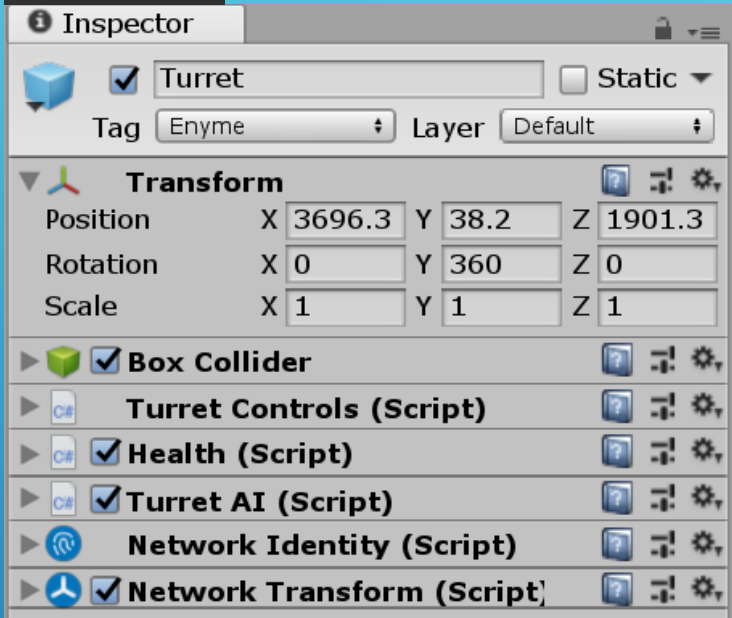 Inspector
Turret Static
Tag Enyme Layer Default
Transform
Position X 3696.3 Y 38.2 Z 1901.3
Rotation X 0 Y 360 Z 0
Scale X 1 Y 1 Z 1
Box Collider
C# Turret Controls (Script)
C# Health (Script)
C# Turret AI (Script)
Network Identity (Script)
Network Transform (Script)